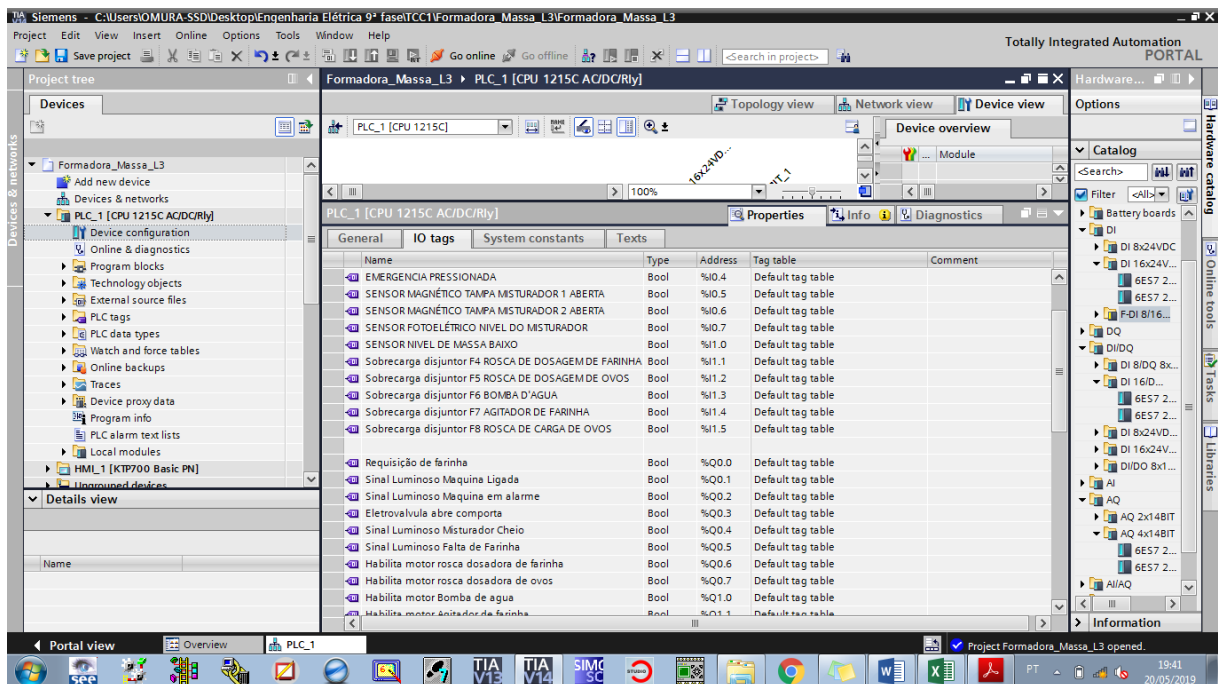 Siemens - C:\Users\OMURA-SSD\Desktop\Engenharia Elétrica 9ª fase\TCC1\Formadora_Massa_L3\Formadora_Massa_L3
Project Edit View Insert Online Options Tools Window Help
Totally Integrated Automation
PORTAL
Save project Go online Go offline <Search in project>
Project tree
Devices
Formadora_Massa_L3
Add new device
Devices & networks
PLC_1 [CPU 1215C AC/DC/Rly]
Device configuration
Online & diagnostics
Program blocks
Technology objects
External source files
PLC tags
PLC data types
Watch and force tables
Online backups
Traces
Device proxy data
Program info
PLC alarm text lists
Local modules
HMI_1 [KTP700 Basic PN]
Ungrouped devices
Details view
Name
Devices & networks
Formadora_Massa_L3 PLC_1 [CPU 1215C AC/DC/Rly]
Topology view Network view Device view
PLC_1 [CPU 1215C]
16x24VD...
IT_1
100%
Device overview
... Module
PLC_1 [CPU 1215C AC/DC/Rly]
Properties Info Diagnostics
General IO tags System constants Texts
Name Type Address Tag table Comment
EMERGENCIA PRESSIONADA Bool %I0.4 Default tag table
SENSOR MAGNÉTICO TAMPA MISTURADOR 1 ABERTA Bool %I0.5 Default tag table
SENSOR MAGNÉTICO TAMPA MISTURADOR 2 ABERTA Bool %I0.6 Default tag table
SENSOR FOTOELÉTRICO NIVEL DO MISTURADOR Bool %I0.7 Default tag table
SENSOR NIVEL DE MASSA BAIXO Bool %I1.0 Default tag table
Sobrecarga disjuntor F4 ROSCA DE DOSAGEM DE FARINHA Bool %I1.1 Default tag table
Sobrecarga disjuntor F5 ROSCA DE DOSAGEM DE OVOS Bool %I1.2 Default tag table
Sobrecarga disjuntor F6 BOMBA D'AGUA Bool %I1.3 Default tag table
Sobrecarga disjuntor F7 AGITADOR DE FARINHA Bool %I1.4 Default tag table
Sobrecarga disjuntor F8 ROSCA DE CARGA DE OVOS Bool %I1.5 Default tag table
Requisição de farinha Bool %Q0.0 Default tag table
Sinal Luminoso Maquina Ligada Bool %Q0.1 Default tag table
Sinal Luminoso Maquina em alarme Bool %Q0.2 Default tag table
Eletrovalvula abre comporta Bool %Q0.3 Default tag table
Sinal Luminoso Misturador Cheio Bool %Q0.4 Default tag table
Sinal Luminoso Falta de Farinha Bool %Q0.5 Default tag table
Habilita motor rosca dosadora de farinha Bool %Q0.6 Default tag table
Habilita motor rosca dosadora de ovos Bool %Q0.7 Default tag table
Habilita motor Bomba de agua Bool %Q1.0 Default tag table
Habilita motor Agitador de farinha Bool %Q1.1 Default tag table
Hardware...
Options
Catalog
<Search>
Filter <All>
Battery boards
DI
DI 8x24VDC
DI 16x24V...
6ES7 2...
6ES7 2...
F-DI 8/16...
DQ
DI/DQ
DI 8/DQ 8x...
DI 16/D...
6ES7 2...
6ES7 2...
DI 8x24VD...
DI 16x24V...
DI/DO 8x1...
AI
AQ
AQ 2x14BIT
AQ 4x14BIT
6ES7 2...
6ES7 2...
AI/AQ
Information
Hardware catalog
Online tools
Tasks
Libraries
Portal view Overview PLC_1
Project Formadora_Massa_L3 opened.
see
TIA V13
TIA V14
STUDIO
PT
19:41
20/05/2019